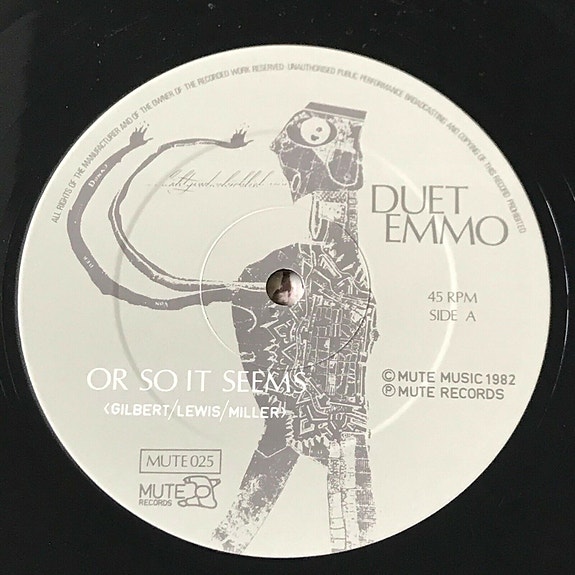 ALL RIGHTS OF THE MANUFACTURER AND OF THE OWNER OF THE RECORDED WORK RESERVED. UNAUTHORISED PUBLIC PERFORMANCE BROADCASTING AND COPYING OF THIS RECORD PROHIBITED
DUET
EMMO
45 RPM
SIDE A
OR SO IT SEEMS
<GILBERT/LEWIS/MILLER>
© MUTE MUSIC 1982
℗ MUTE RECORDS
MUTE 025
MUTE
RECORDS